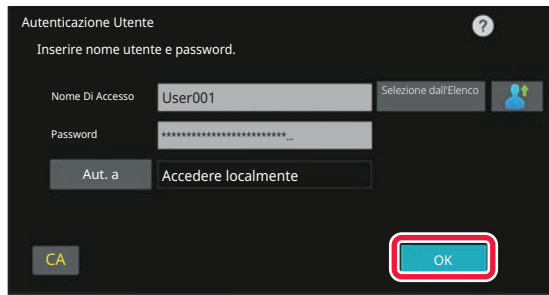 Autenticazione Utente
?
Inserire nome utente e password.
Nome Di Accesso
User001
Selezione dall'Elenco
Password
*************************...
Aut. a
Accedere localmente
CA
OK